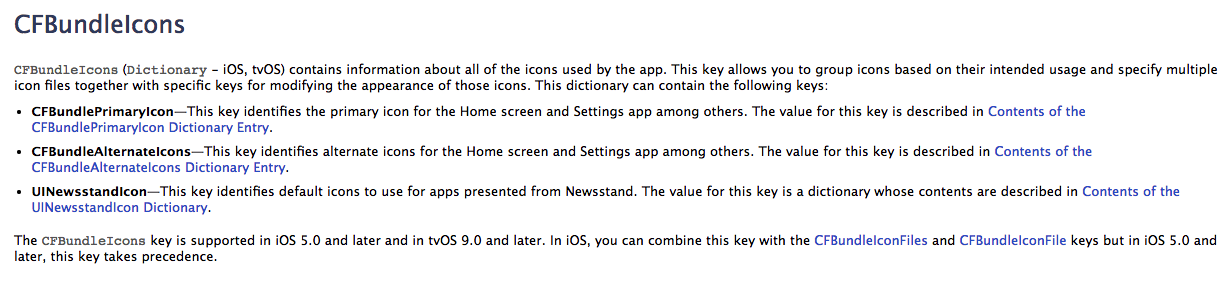 CFBundleIcons
CFBundleIcons (Dictionary – iOS, tvOS) contains information about all of the icons used by the app. This key allows you to group icons based on their intended usage and specify multiple
icon files together with specific keys for modifying the appearance of those icons. This dictionary can contain the following keys:
• CFBundlePrimaryIcon—This key identifies the primary icon for the Home screen and Settings app among others. The value for this key is described in Contents of the
CFBundlePrimaryIcon Dictionary Entry.
• CFBundleAlternateIcons—This key identifies alternate icons for the Home screen and Settings app among others. The value for this key is described in Contents of the
CFBundleAlternateIcons Dictionary Entry.
• UINewsstandIcon—This key identifies default icons to use for apps presented from Newsstand. The value for this key is a dictionary whose contents are described in Contents of the
UINewsstandIcon Dictionary.
The CFBundleIcons key is supported in iOS 5.0 and later and in tvOS 9.0 and later. In iOS, you can combine this key with the CFBundleIconFiles and CFBundleIconFile keys but in iOS 5.0 and
later, this key takes precedence.